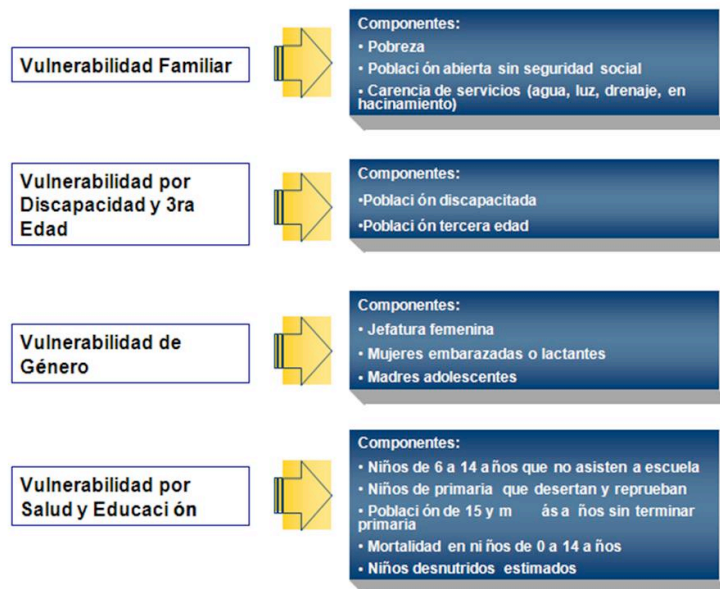 Vulnerabilidad Familiar
Componentes:
• Pobreza
• Poblaci ón abierta sin seguridad social
• Carencia de servicios (agua, luz, drenaje, en
hacinamiento)
Vulnerabilidad por
Discapacidad y 3ra
Edad
Componentes:
•Poblaci ón discapacitada
•Poblaci ón tercera edad
Vulnerabilidad de
Género
Componentes:
• Jefatura femenina
• Mujeres embarazadas o lactantes
• Madres adolescentes
Vulnerabilidad por
Salud y Educaci ón
Componentes:
• Niños de 6 a 14 a ños que no asisten a escuela
• Niños de primaria que desertan y reprueban
• Poblaci ón de 15 y m ás a ños sin terminar
primaria
• Mortalidad en ni ños de 0 a 14 a ños
• Niños desnutridos estimados